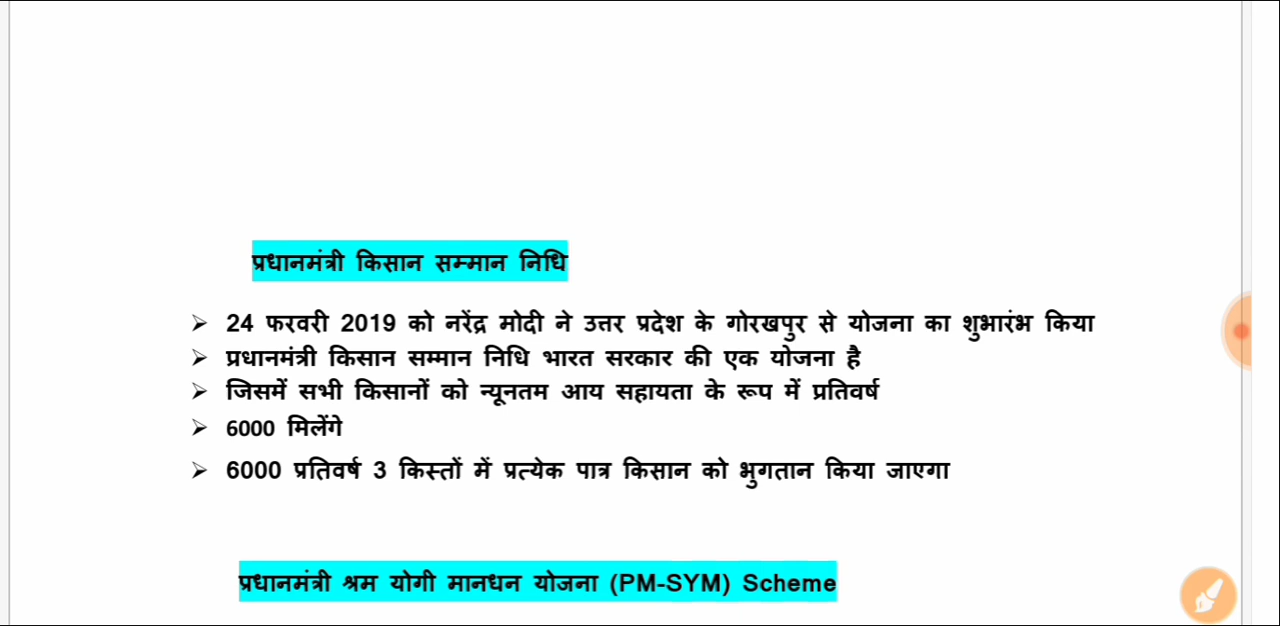 प्रधानमंत्री किसान सम्मान निधि
➢ 24 फरवरी 2019 को नरेंद्र मोदी ने उत्तर प्रदेश के गोरखपुर से योजना का शुभारंभ किया
➢ प्रधानमंत्री किसान सम्मान निधि भारत सरकार की एक योजना है
➢ जिसमें सभी किसानों को न्यूनतम आय सहायता के रूप में प्रतिवर्ष
➢ 6000 मिलेंगे
➢ 6000 प्रतिवर्ष 3 किस्तों में प्रत्येक पात्र किसान को भुगतान किया जाएगा
प्रधानमंत्री श्रम योगी मानधन योजना (PM-SYM) Scheme